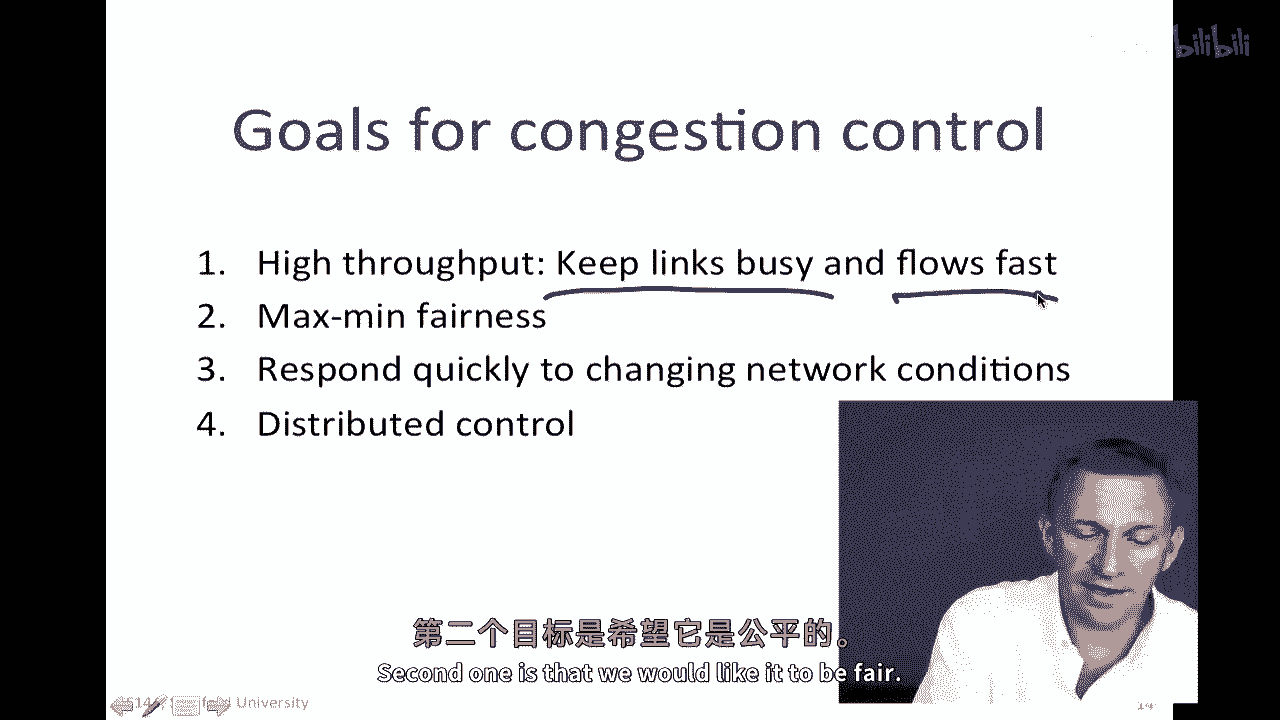 bilibili
Goals for congestion control
1. High throughput: Keep links busy and flows fast
2. Max-min fairness
3. Respond quickly to changing network conditions
4. Distributed control
第二个目标是希望它是公平的。
Second one is that we would like it to be fair.
University
14